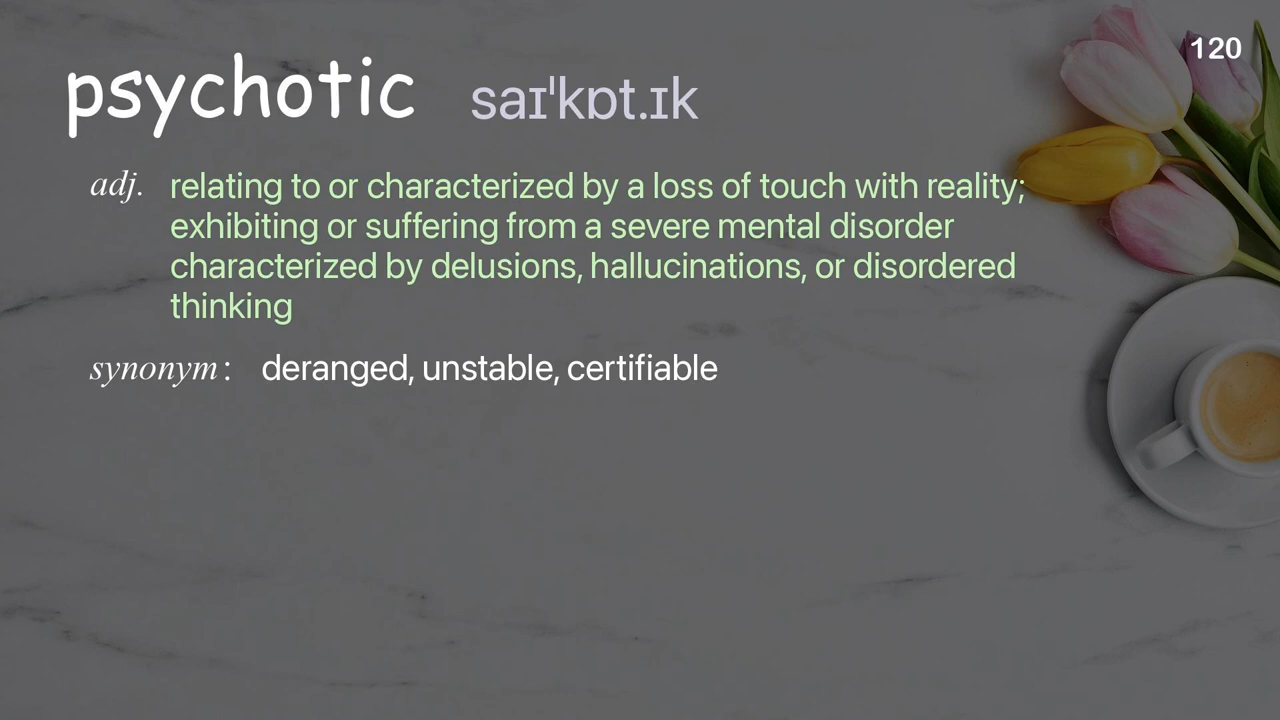 120
psychotic saɪˈkɒt.ɪk
adj. relating to or characterized by a loss of touch with reality;
exhibiting or suffering from a severe mental disorder
characterized by delusions, hallucinations, or disordered
thinking
synonym: deranged, unstable, certifiable